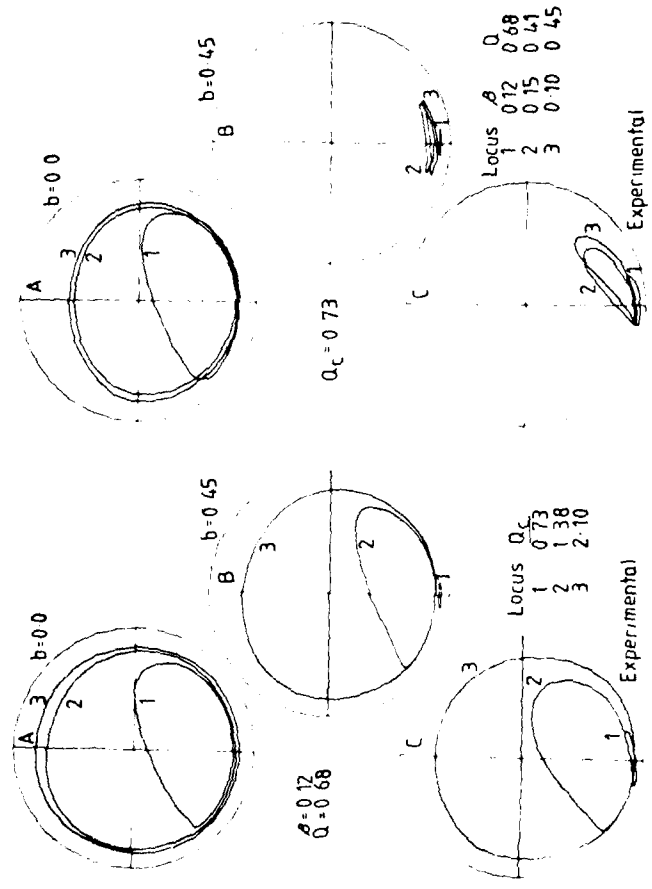 A
b=0.0
3
2
1
β=0.12
Q=0.68
B
b=0.45
3
2
1
C
3
2
1
Locus Qc
1 0.73
2 1.38
3 2.10
Experimental
A
b=0.0
3
2
1
Qc = 0.73
B
b=0.45
2
3
C
2
3
1
Locus β Q
1 0.12 0.68
2 0.15 0.41
3 0.10 0.45
Experimental